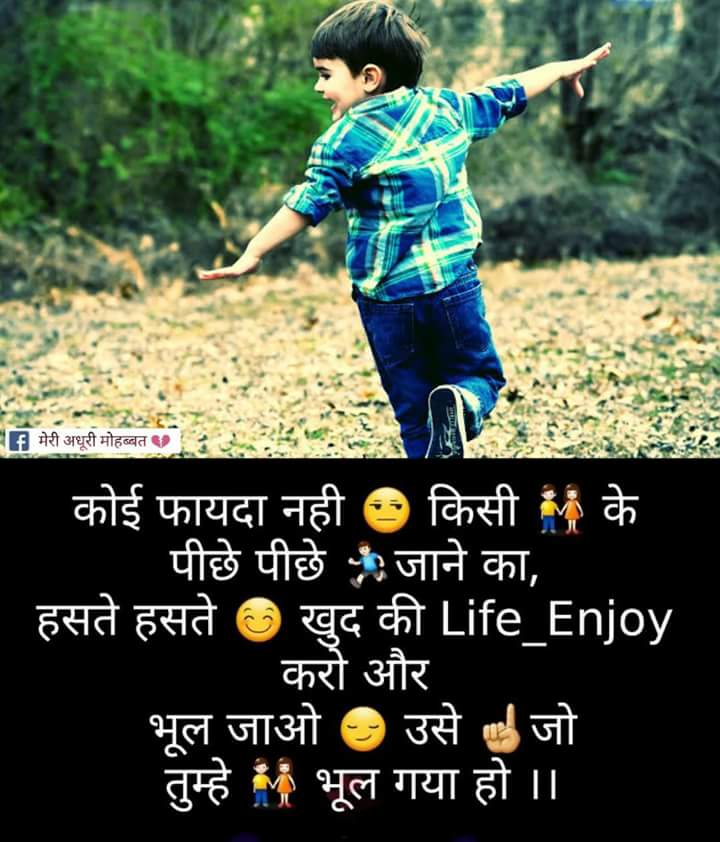 मेरी अधूरी मोहब्बत 💔
कोई फायदा नही 😒 किसी 👫 के
पीछे पीछे 🏃जाने का,
हसते हसते 😊 खुद की Life_Enjoy
करो और
भूल जाओ 😏 उसे ☝जो
तुम्हे 👫 भूल गया हो ।।